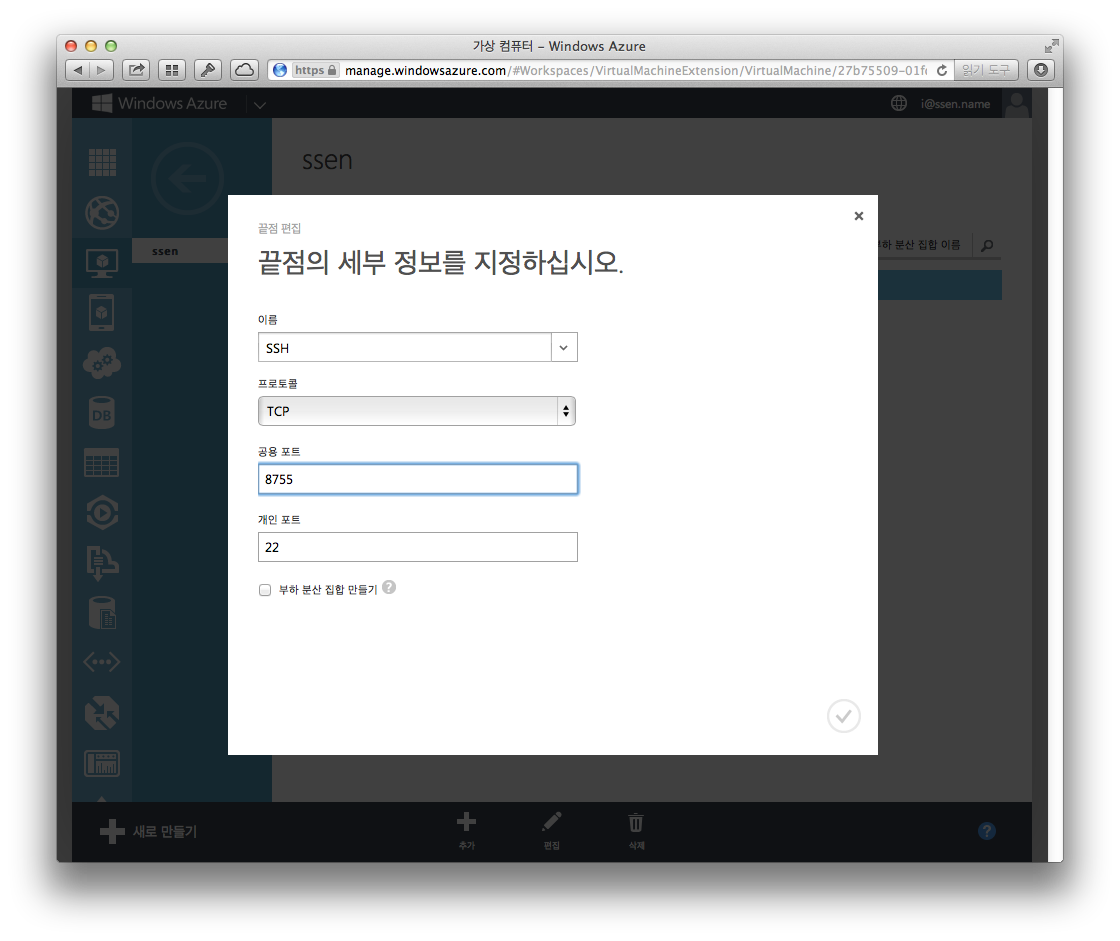 가상 컴퓨터 – Windows Azure
https manage.windowsazure.com/#Workspaces/VirtualMachineExtension/VirtualMachine/27b75509-01f 읽기 도구
Windows Azure i@ssen.name
ssen
ssen
부하 분산 집합 이름
끝점 편집
끝점의 세부 정보를 지정하십시오.
이름
SSH
프로토콜
TCP
공용 포트
8755
개인 포트
22
부하 분산 집합 만들기 ?
DB
새로 만들기
추가 편집 삭제
?